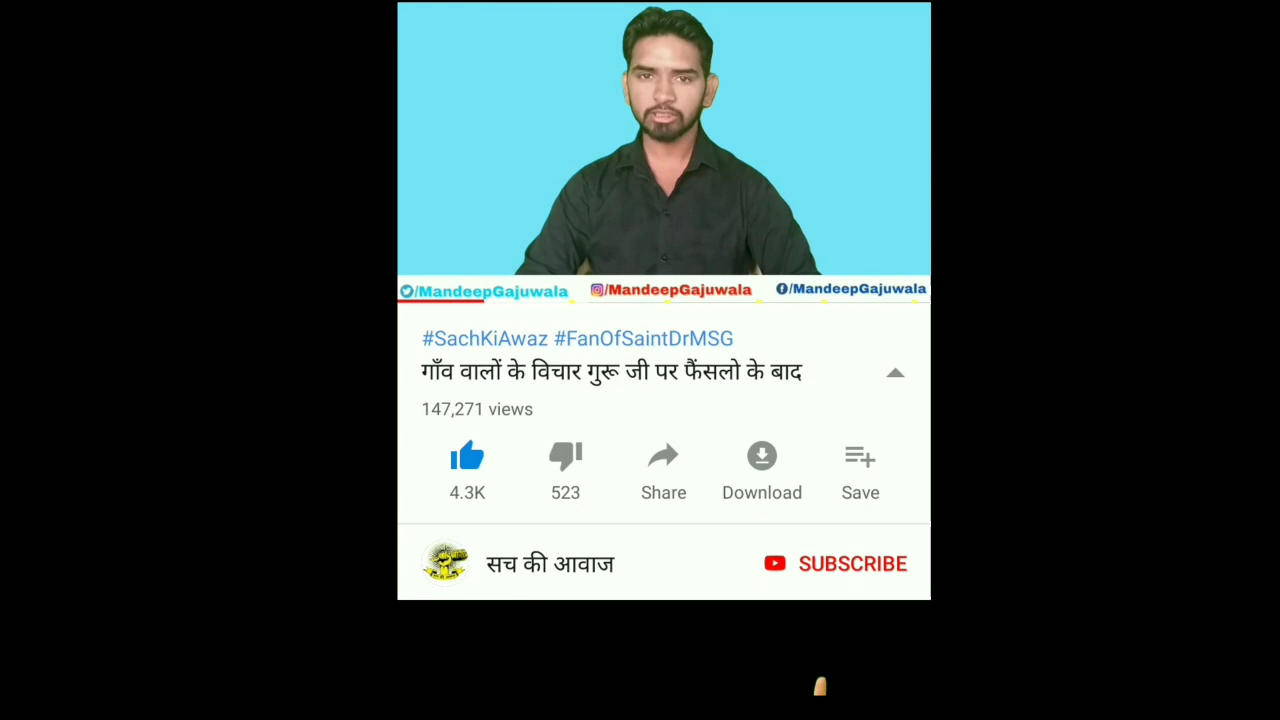 /MandeepGajuwala /MandeepGajuwala /MandeepGajuwala
#SachKiAwaz #FanOfSaintDrMSG
गाँव वालों के विचार गुरू जी पर फैंसलो के बाद
147,271 views
4.3K 523 Share Download Save
सच की आवाज SUBSCRIBE